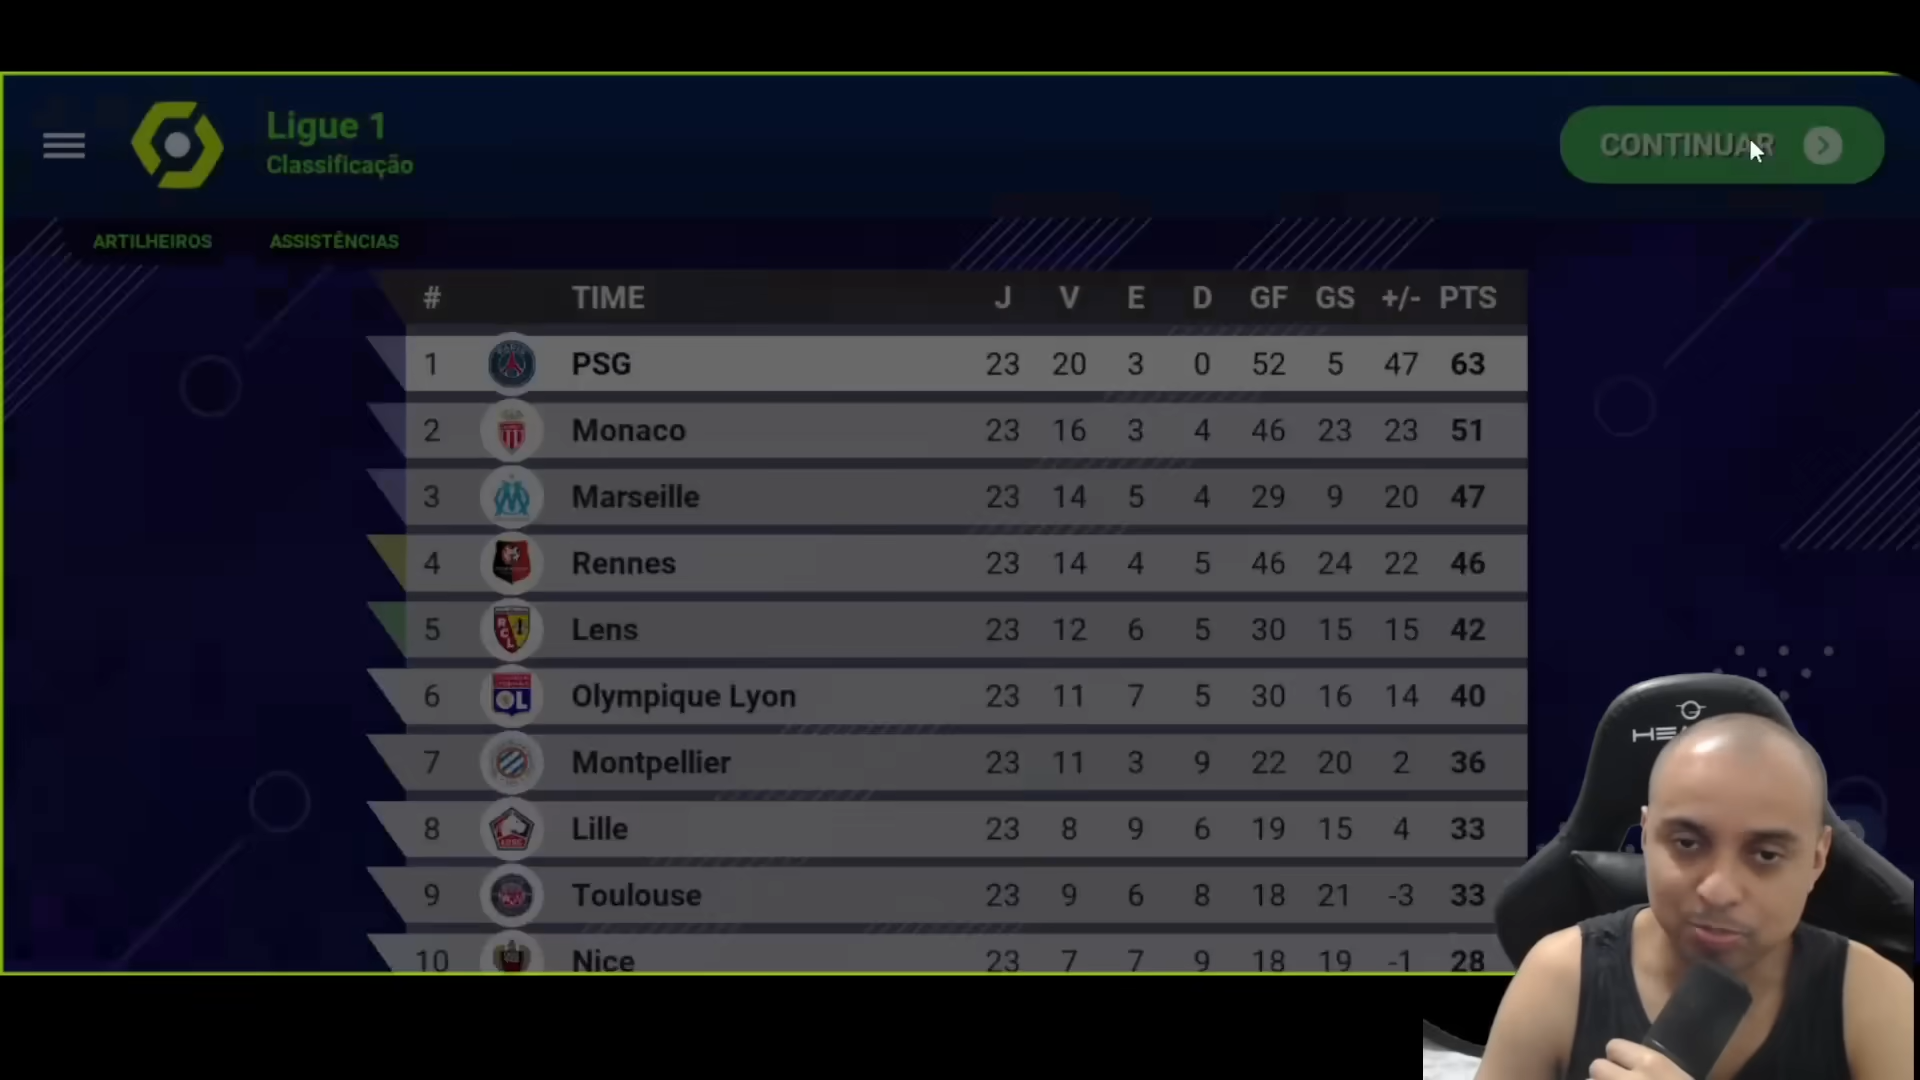 Ligue 1
Classificação
CONTINUAR
ARTILHEIROS ASSISTÊNCIAS
# TIME J V E D GF GS +/- PTS
1 PSG 23 20 3 0 52 5 47 63
2 Monaco 23 16 3 4 46 23 23 51
3 Marseille 23 14 5 4 29 9 20 47
4 Rennes 23 14 4 5 46 24 22 46
5 Lens 23 12 6 5 30 15 15 42
6 Olympique Lyon 23 11 7 5 30 16 14 40
7 Montpellier 23 11 3 9 22 20 2 36
8 Lille 23 8 9 6 19 15 4 33
9 Toulouse 23 9 6 8 18 21 -3 33
10 Nice 23 7 7 9 18 19 -1 28